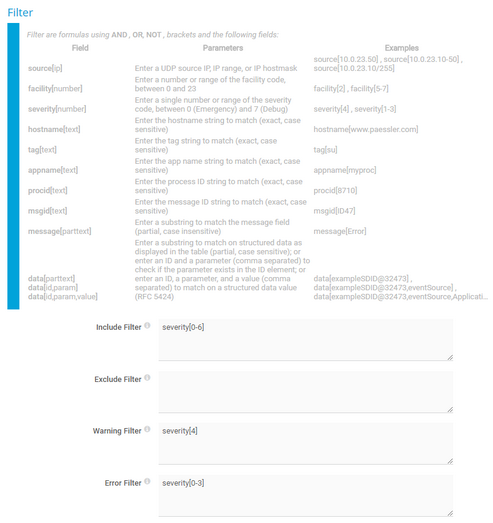 Filter
Filter are formulas using AND , OR, NOT , brackets and the following fields:
Field Parameters Examples
source[ip] Enter a UDP source IP, IP range, or IP hostmask source[10.0.23.50] , source[10.0.23.10-50] ,
source[10.0.23.10/255]
facility[number] Enter a number or range of the facility code,
between 0 and 23 facility[2] , facility[5-7]
severity[number] Enter a single number or range of the severity
code, between 0 (Emergency) and 7 (Debug) severity[4] , severity[1-3]
hostname[text] Enter the hostname string to match (exact, case
sensitive) hostname[www.paessler.com]
tag[text] Enter the tag string to match (exact, case
sensitive) tag[su]
appname[text] Enter the app name string to match (exact, case
sensitive) appname[myproc]
procid[text] Enter the process ID string to match (exact, case
sensitive) procid[8710]
msgid[text] Enter the message ID string to match (exact, case
sensitive) msgid[ID47]
message[parttext] Enter a substring to match the message field
(partial, case insensitive) message[Error]
Enter a substring to match on structured data as
displayed in the table (partial, case sensitive); or
enter an ID and a parameter (comma separated) to
check if the parameter exists in the ID element; or
data[parttext] enter an ID, a parameter, and a value (comma data[exampleSDID@32473] ,
data[id,param] separated) to match on a structured data value data[exampleSDID@32473,eventSource] ,
data[id,param,value] (RFC 5424) data[exampleSDID@32473,eventSource,Applicati...
Include Filter severity[0-6]
Exclude Filter
Warning Filter severity[4]
Error Filter severity[0-3]